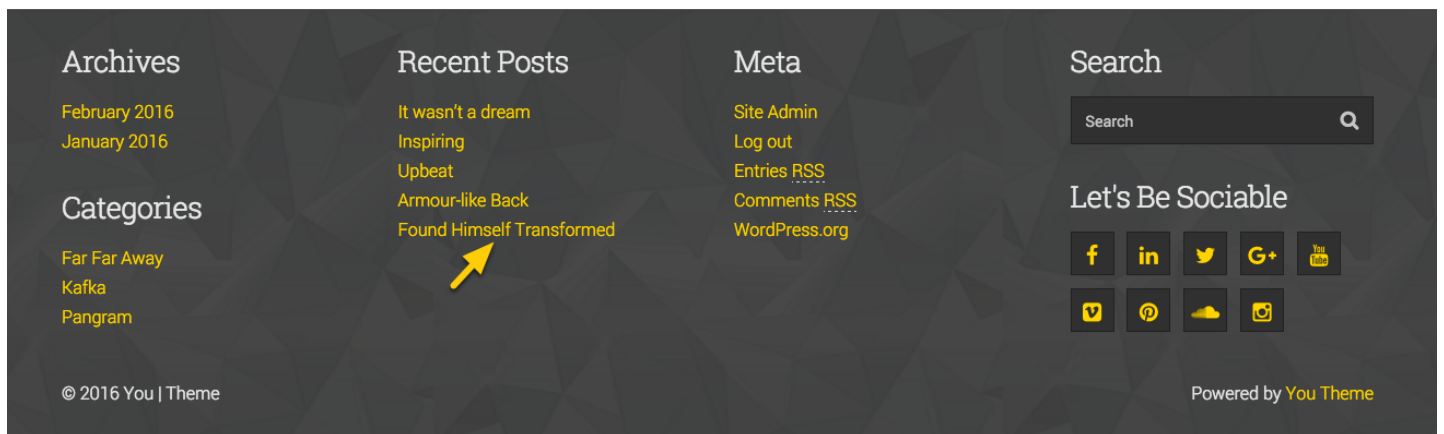 Archives
February 2016
January 2016
Categories
Far Far Away
Kafka
Pangram
Recent Posts
It wasn't a dream
Inspiring
Upbeat
Armour-like Back
Found Himself Transformed
Meta
Site Admin
Log out
Entries RSS
Comments RSS
WordPress.org
Search
Search
Let's Be Sociable
f
in
G+
You
Tube
© 2016 You | Theme
Powered by You Theme